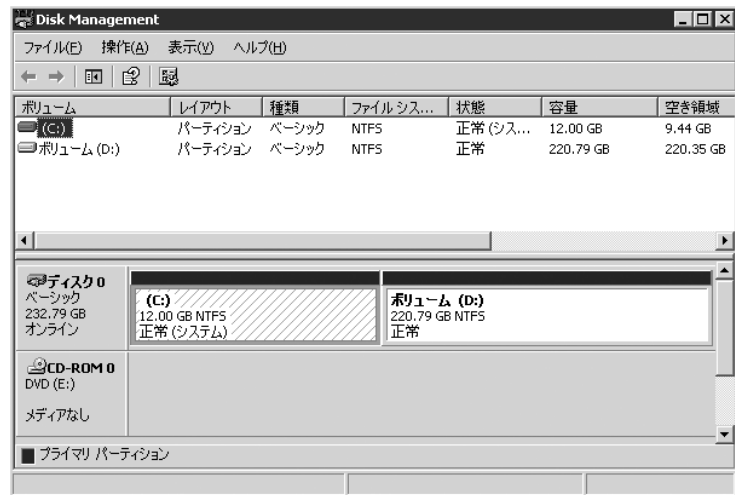 Disk Management
ファイル(F) 操作(A) 表示(V) ヘルプ(H)
ボリューム レイアウト 種類 ファイル シス... 状態 容量 空き領域
(C:) パーティション ベーシック NTFS 正常 (シス... 12.00 GB 9.44 GB
ボリューム (D:) パーティション ベーシック NTFS 正常 220.79 GB 220.35 GB
ディスク 0
ベーシック
232.79 GB
オンライン
(C:)
12.00 GB NTFS
正常 (システム)
ボリューム (D:)
220.79 GB NTFS
正常
CD-ROM 0
DVD (E:)
メディアなし
プライマリ パーティション